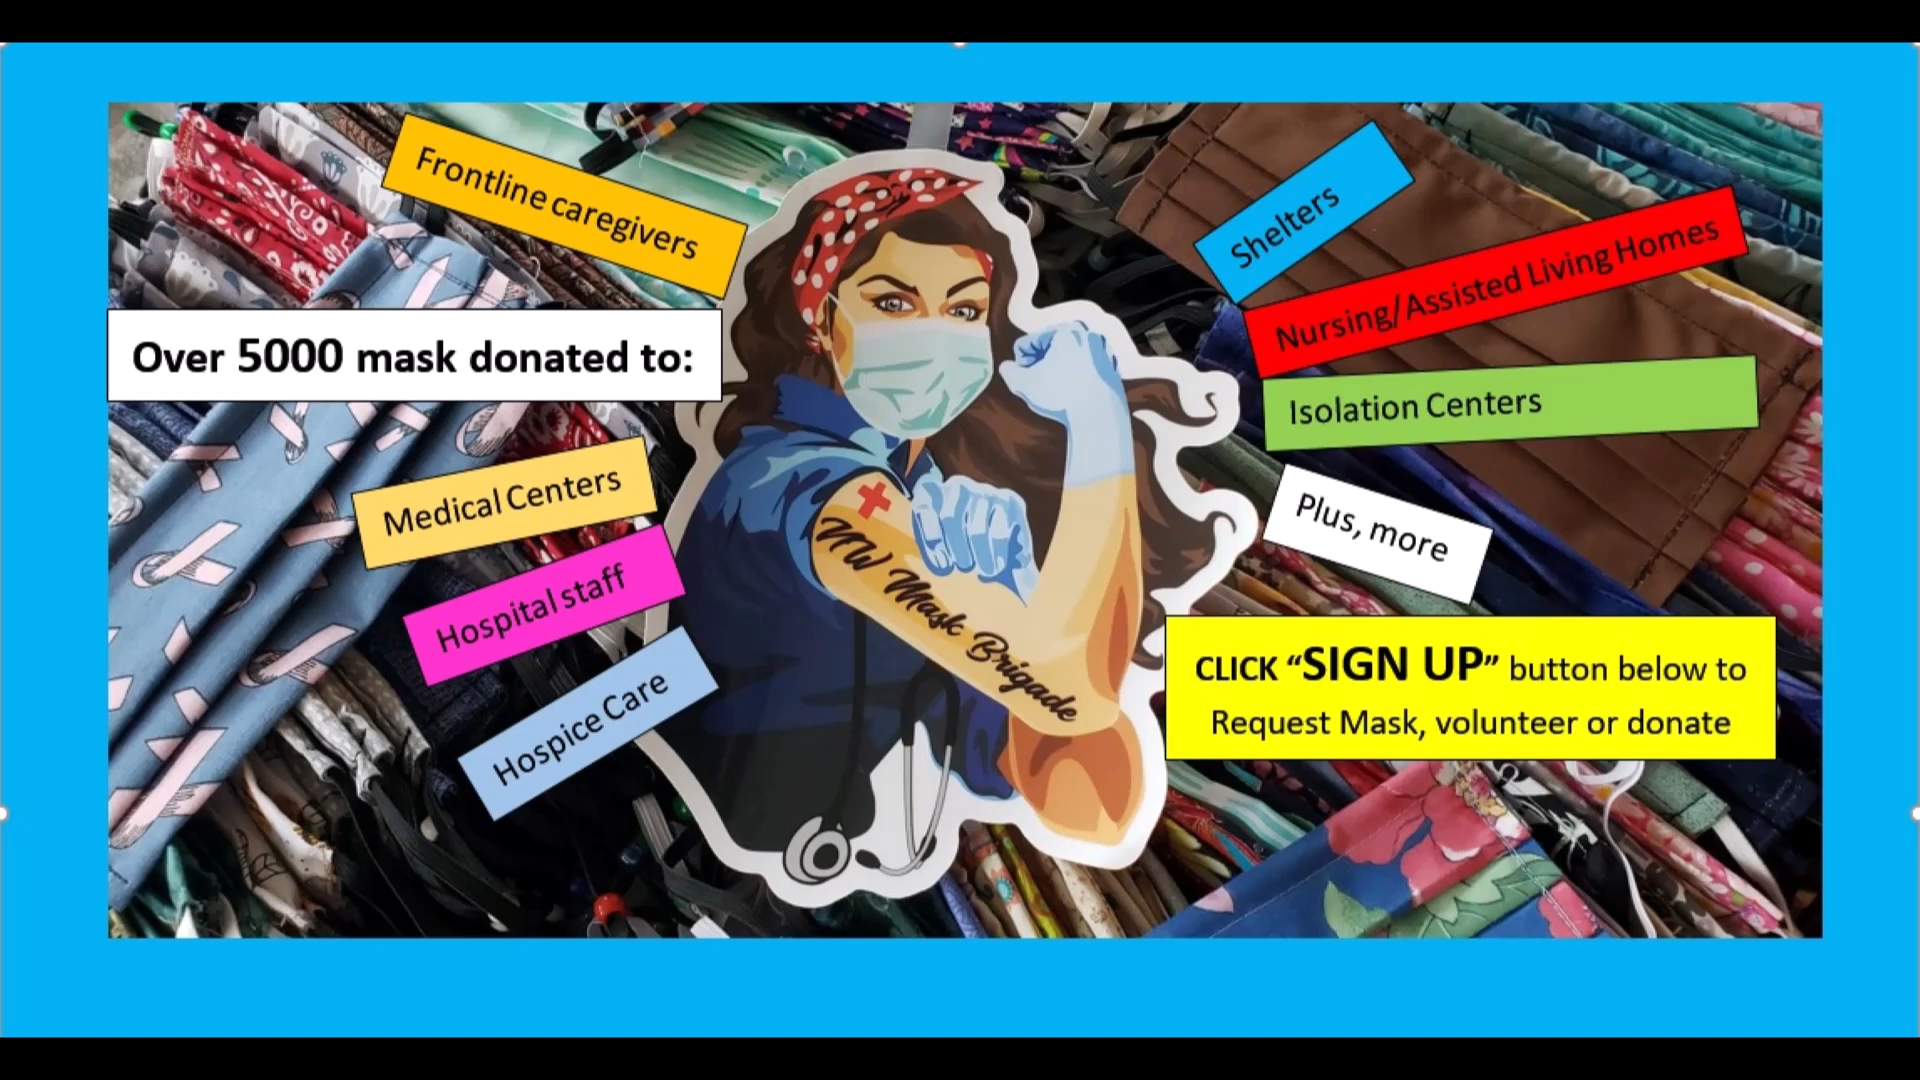 Frontline caregivers
Over 5000 mask donated to:
Medical Centers
Hospital staff
Hospice Care
NW Mask Brigade
Shelters
Nursing/Assisted Living Homes
Isolation Centers
Plus, more
CLICK “SIGN UP” button below to
Request Mask, volunteer or donate